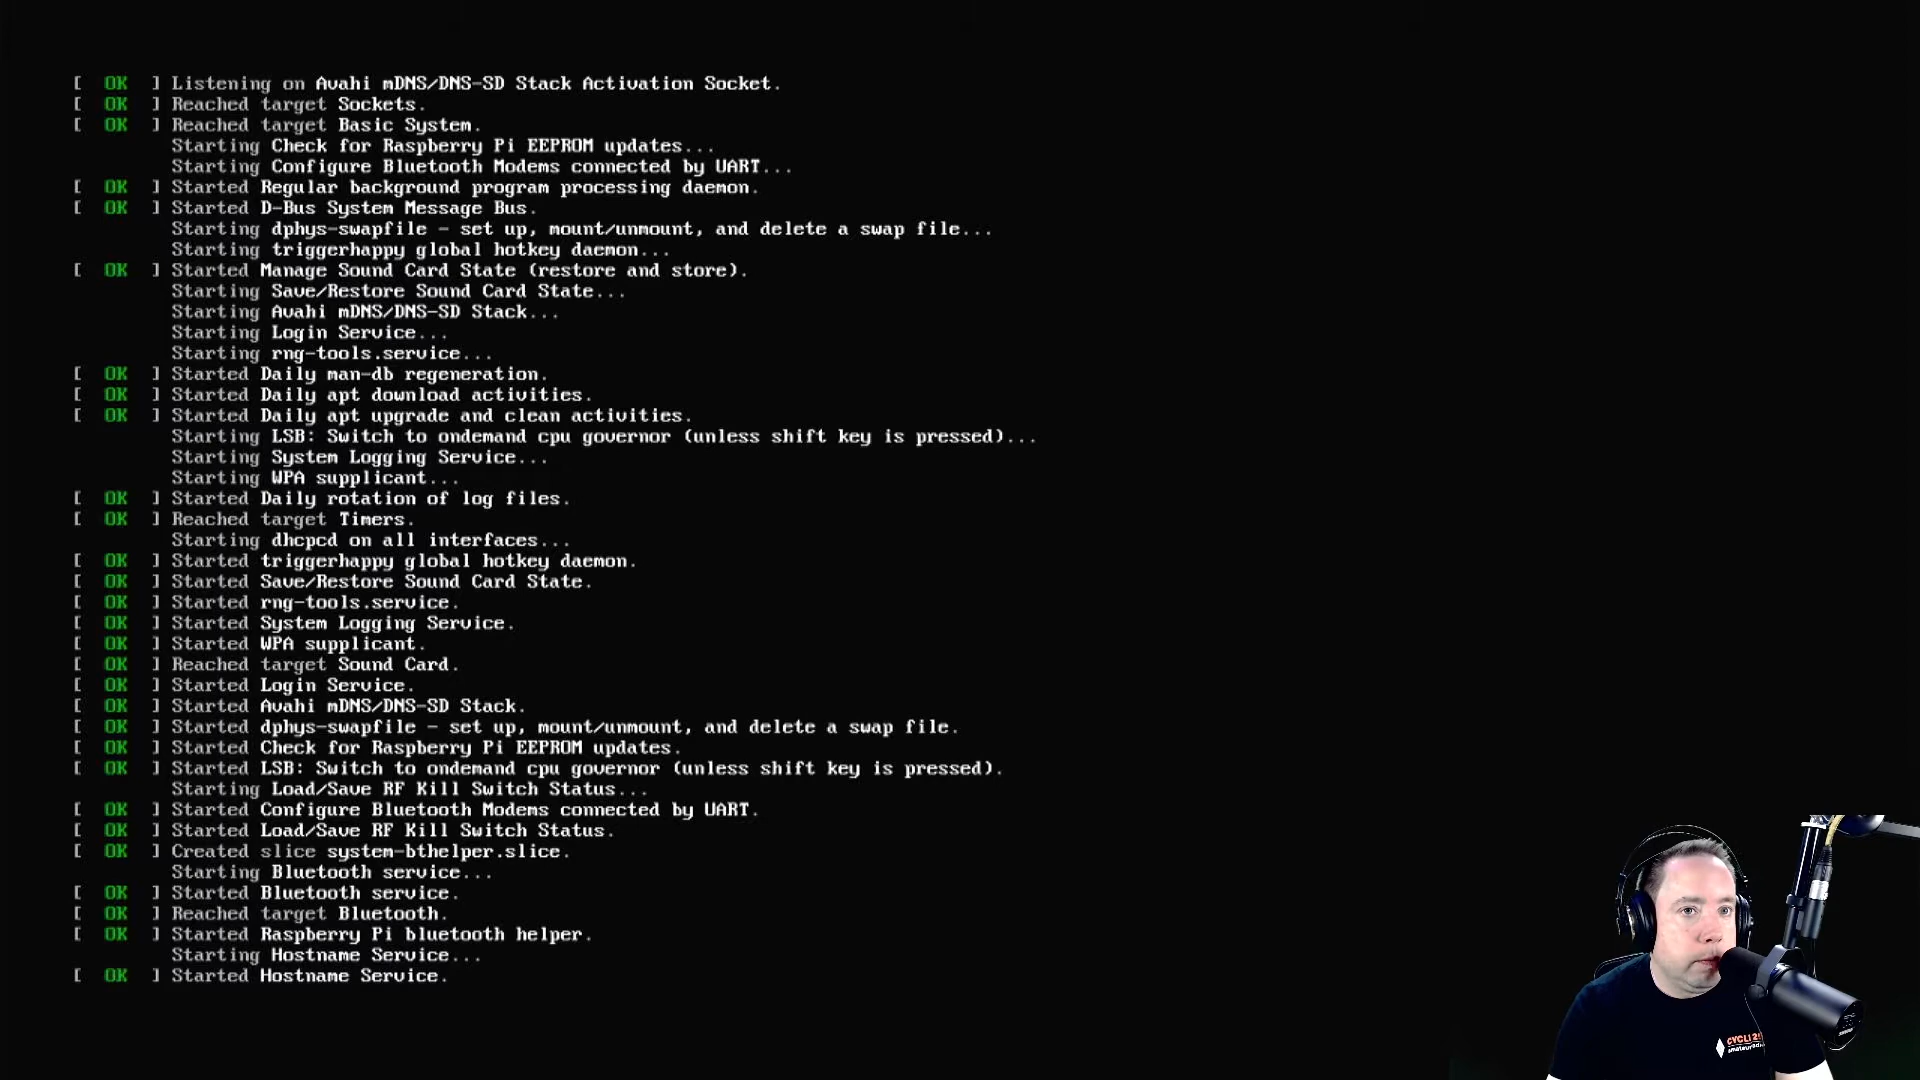 [  OK  ] Listening on Avahi mDNS/DNS-SD Stack Activation Socket.
[  OK  ] Reached target Sockets.
[  OK  ] Reached target Basic System.
Starting Check for Raspberry Pi EEPROM updates...
Starting Configure Bluetooth Modems connected by UART...
[  OK  ] Started Regular background program processing daemon.
[  OK  ] Started D-Bus System Message Bus.
Starting dphys-swapfile - set up, mount/unmount, and delete a swap file...
Starting triggerhappy global hotkey daemon...
[  OK  ] Started Manage Sound Card State (restore and store).
Starting Save/Restore Sound Card State...
Starting Avahi mDNS/DNS-SD Stack...
Starting Login Service...
Starting rng-tools.service...
[  OK  ] Started Daily man-db regeneration.
[  OK  ] Started Daily apt download activities.
[  OK  ] Started Daily apt upgrade and clean activities.
Starting LSB: Switch to ondemand cpu governor (unless shift key is pressed)...
Starting System Logging Service...
Starting WPA supplicant...
[  OK  ] Started Daily rotation of log files.
[  OK  ] Reached target Timers.
Starting dhcpcd on all interfaces...
[  OK  ] Started triggerhappy global hotkey daemon.
[  OK  ] Started Save/Restore Sound Card State.
[  OK  ] Started rng-tools.service.
[  OK  ] Started System Logging Service.
[  OK  ] Started WPA supplicant.
[  OK  ] Reached target Sound Card.
[  OK  ] Started Login Service.
[  OK  ] Started Avahi mDNS/DNS-SD Stack.
[  OK  ] Started dphys-swapfile - set up, mount/unmount, and delete a swap file.
[  OK  ] Started Check for Raspberry Pi EEPROM updates.
[  OK  ] Started LSB: Switch to ondemand cpu governor (unless shift key is pressed).
Starting Load/Save RF Kill Switch Status...
[  OK  ] Started Configure Bluetooth Modems connected by UART.
[  OK  ] Started Load/Save RF Kill Switch Status.
[  OK  ] Created slice system-bthelper.slice.
Starting Bluetooth service...
[  OK  ] Started Bluetooth service.
[  OK  ] Reached target Bluetooth.
[  OK  ] Started Raspberry Pi bluetooth helper.
Starting Hostname Service...
[  OK  ] Started Hostname Service.